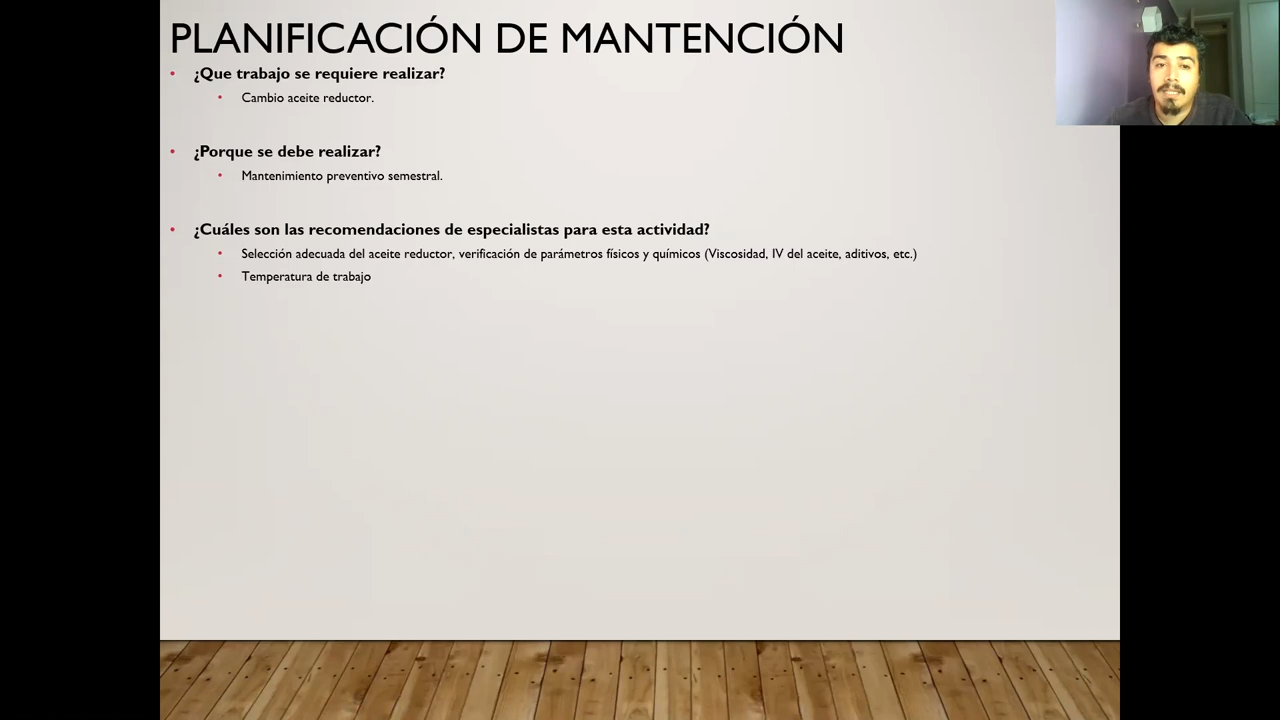 PLANIFICACIÓN DE MANTENCIÓN
• ¿Que trabajo se requiere realizar?
• Cambio aceite reductor.
• ¿Porque se debe realizar?
• Mantenimiento preventivo semestral.
• ¿Cuáles son las recomendaciones de especialistas para esta actividad?
• Selección adecuada del aceite reductor, verificación de parámetros físicos y químicos (Viscosidad, IV del aceite, aditivos, etc.)
• Temperatura de trabajo